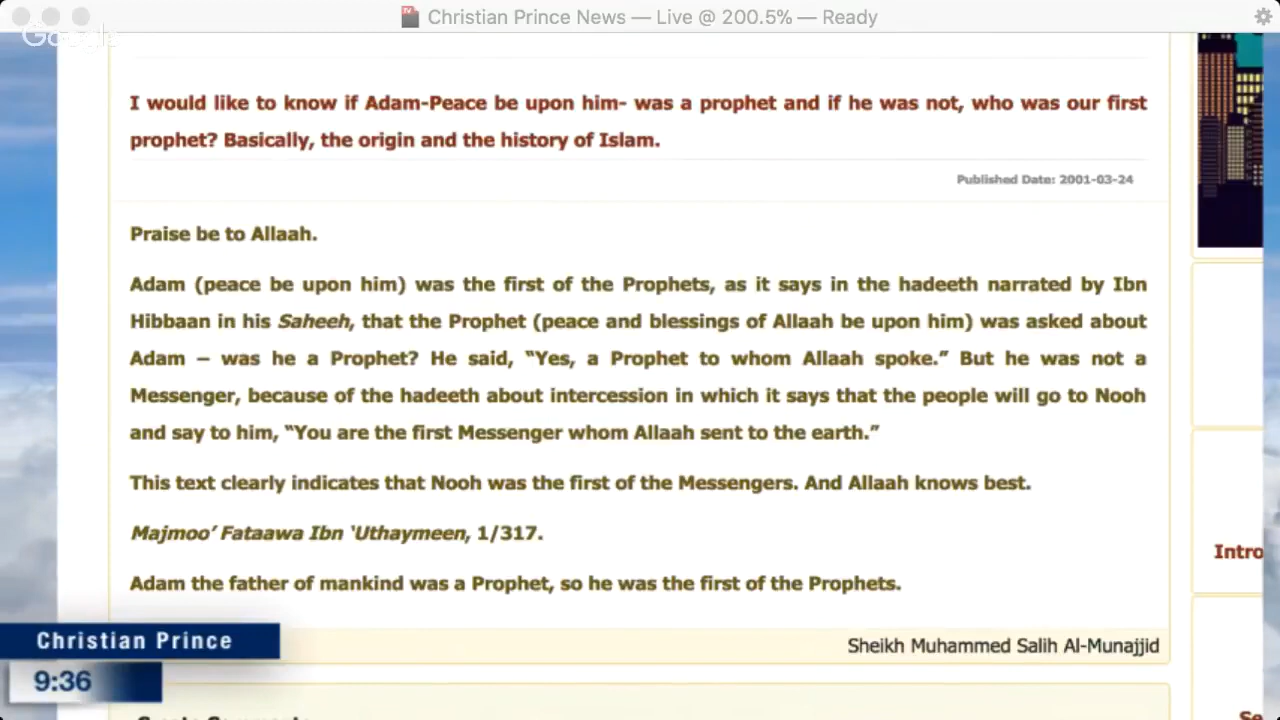 Christian Prince News — Live @ 200.5% — Ready
Google
I would like to know if Adam-Peace be upon him- was a prophet and if he was not, who was our first
prophet? Basically, the origin and the history of Islam.
Published Date: 2001-03-24
Praise be to Allaah.
Adam (peace be upon him) was the first of the Prophets, as it says in the hadeeth narrated by Ibn
Hibbaan in his Saheeh, that the Prophet (peace and blessings of Allaah be upon him) was asked about
Adam – was he a Prophet? He said, “Yes, a Prophet to whom Allaah spoke.” But he was not a
Messenger, because of the hadeeth about intercession in which it says that the people will go to Nooh
and say to him, “You are the first Messenger whom Allaah sent to the earth.”
This text clearly indicates that Nooh was the first of the Messengers. And Allaah knows best.
Majmoo’ Fataawa Ibn ‘Uthaymeen, 1/317.
Adam the father of mankind was a Prophet, so he was the first of the Prophets.
Intro
Christian Prince
Sheikh Muhammed Salih Al-Munajjid
9:36
Se